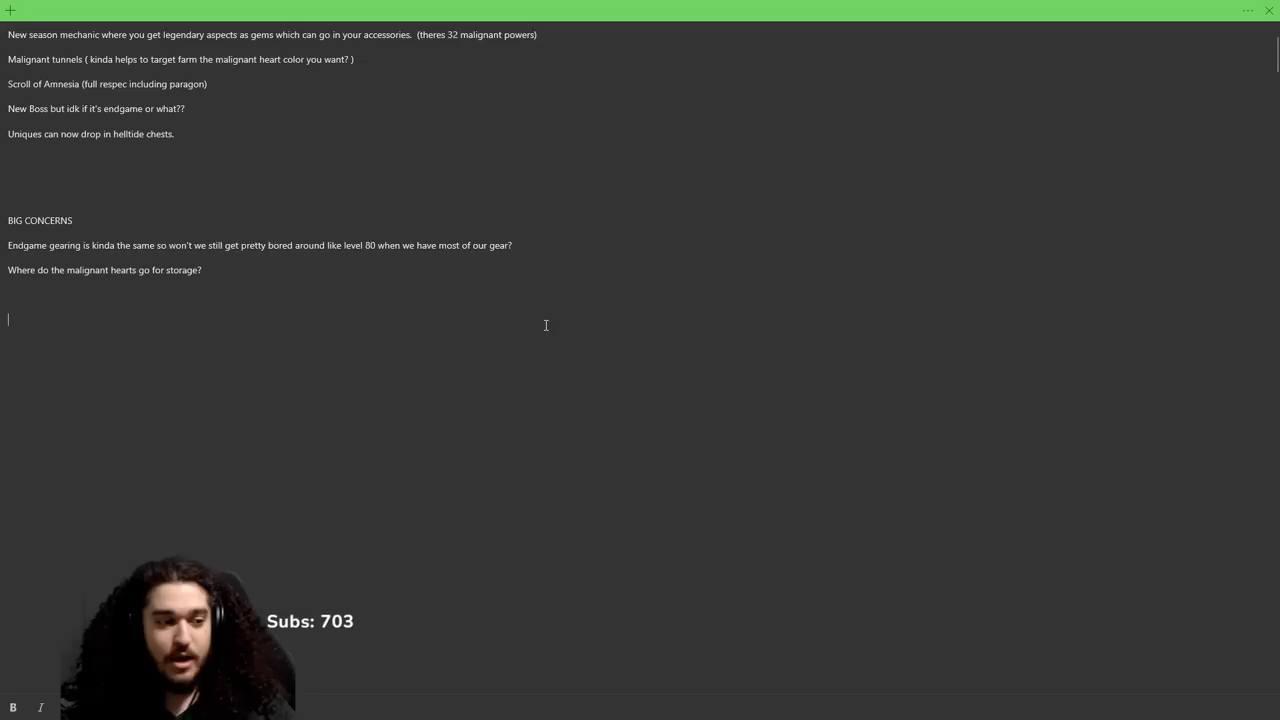 New season mechanic where you get legendary aspects as gems which can go in your accessories.  (theres 32 malignant powers)
Malignant tunnels ( kinda helps to target farm the malignant heart color you want? )
Scroll of Amnesia (full respec including paragon)
New Boss but idk if it's endgame or what??
Uniques can now drop in helltide chests.
BIG CONCERNS
Endgame gearing is kinda the same so won't we still get pretty bored around like level 80 when we have most of our gear?
Where do the malignant hearts go for storage?
Subs: 703
B I